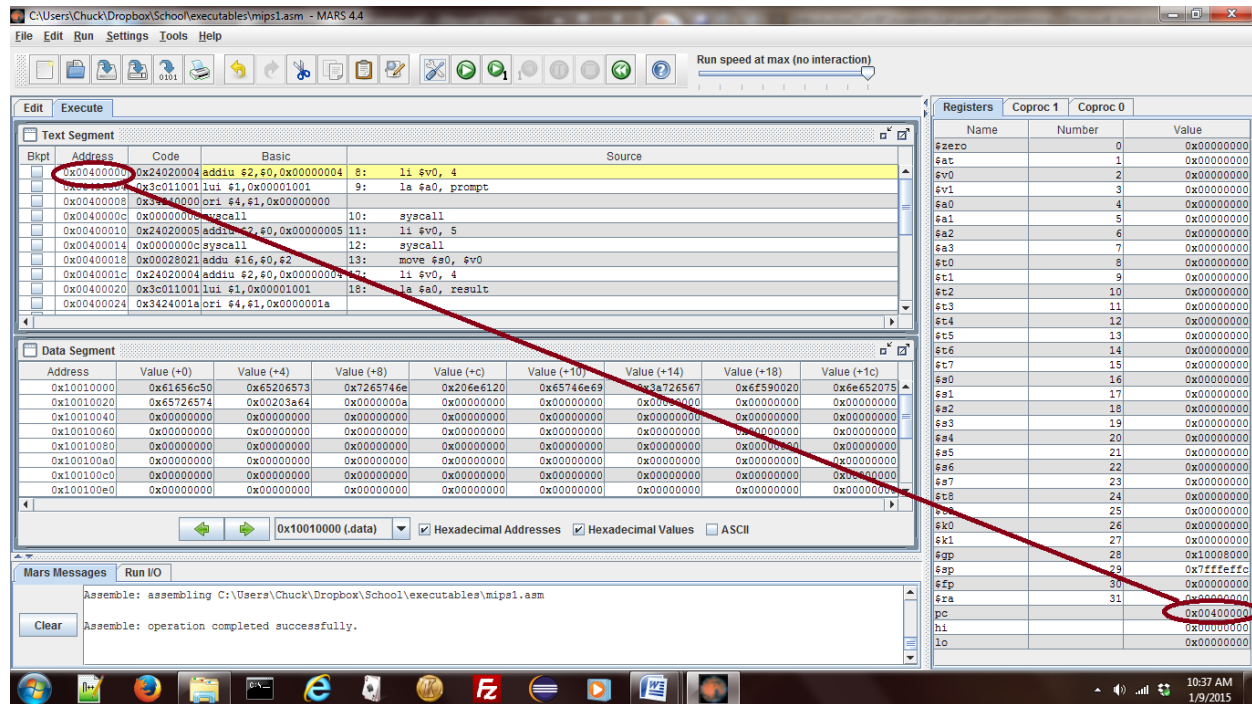 C:\Users\Chuck\Dropbox\School\executables\mips1.asm - MARS 4.4
File Edit Run Settings Tools Help
Run speed at max (no interaction)
Edit Execute
Text Segment
Bkpt Address Code Basic Source
0x00400000 0x24020004 addiu $2,$0,0x00000004 8: li $v0, 4
0x3c011001 lui $1,0x00001001 9: la $a0, prompt
0x00400008 0x34240000 ori $4,$1,0x00000000
0x0040000c 0x0000000c syscall 10: syscall
0x00400010 0x24020005 addiu $2,$0,0x00000005 11: li $v0, 5
0x00400014 0x0000000c syscall 12: syscall
0x00400018 0x00028021 addu $16,$0,$2 13: move $s0, $v0
0x0040001c 0x24020004 addiu $2,$0,0x00000004 17: li $v0, 4
0x00400020 0x3c011001 lui $1,0x00001001 18: la $a0, result
0x00400024 0x3424001a ori $4,$1,0x0000001a
Data Segment
Address Value (+0) Value (+4) Value (+8) Value (+c) Value (+10) Value (+14) Value (+18) Value (+1c)
0x10010000 0x61656c50 0x65206573 0x7265746e 0x206e6120 0x65746e69 0x3a726567 0x6f590020 0x6e652075
0x10010020 0x65726574 0x00203a64 0x0000000a 0x00000000 0x00000000 0x00000000 0x00000000 0x00000000
0x10010040 0x00000000 0x00000000 0x00000000 0x00000000 0x00000000 0x00000000 0x00000000 0x00000000
0x10010060 0x00000000 0x00000000 0x00000000 0x00000000 0x00000000 0x00000000 0x00000000 0x00000000
0x10010080 0x00000000 0x00000000 0x00000000 0x00000000 0x00000000 0x00000000 0x00000000 0x00000000
0x100100a0 0x00000000 0x00000000 0x00000000 0x00000000 0x00000000 0x00000000 0x00000000 0x00000000
0x100100c0 0x00000000 0x00000000 0x00000000 0x00000000 0x00000000 0x00000000 0x00000000 0x00000000
0x100100e0 0x00000000 0x00000000 0x00000000 0x00000000 0x00000000 0x00000000 0x00000000 0x00000000
0x10010000 (.data) Hexadecimal Addresses Hexadecimal Values ASCII
Mars Messages Run I/O
Assemble: assembling C:\Users\Chuck\Dropbox\School\executables\mips1.asm
Clear
Assemble: operation completed successfully.
Registers Coproc 1 Coproc 0
Name Number Value
$zero 0 0x00000000
$at 1 0x00000000
$v0 2 0x00000000
$v1 3 0x00000000
$a0 4 0x00000000
$a1 5 0x00000000
$a2 6 0x00000000
$a3 7 0x00000000
$t0 8 0x00000000
$t1 9 0x00000000
$t2 10 0x00000000
$t3 11 0x00000000
$t4 12 0x00000000
$t5 13 0x00000000
$t6 14 0x00000000
$t7 15 0x00000000
$s0 16 0x00000000
$s1 17 0x00000000
$s2 18 0x00000000
$s3 19 0x00000000
$s4 20 0x00000000
$s5 21 0x00000000
$s6 22 0x00000000
$s7 23 0x00000000
$t8 24 0x00000000
25 0x00000000
$k0 26 0x00000000
$k1 27 0x00000000
$gp 28 0x10008000
$sp 29 0x7fffeffc
$fp 30 0x00000000
$ra 31 0x00000000
pc 0x00400000
hi 0x00000000
lo 0x00000000
10:37 AM
1/9/2015